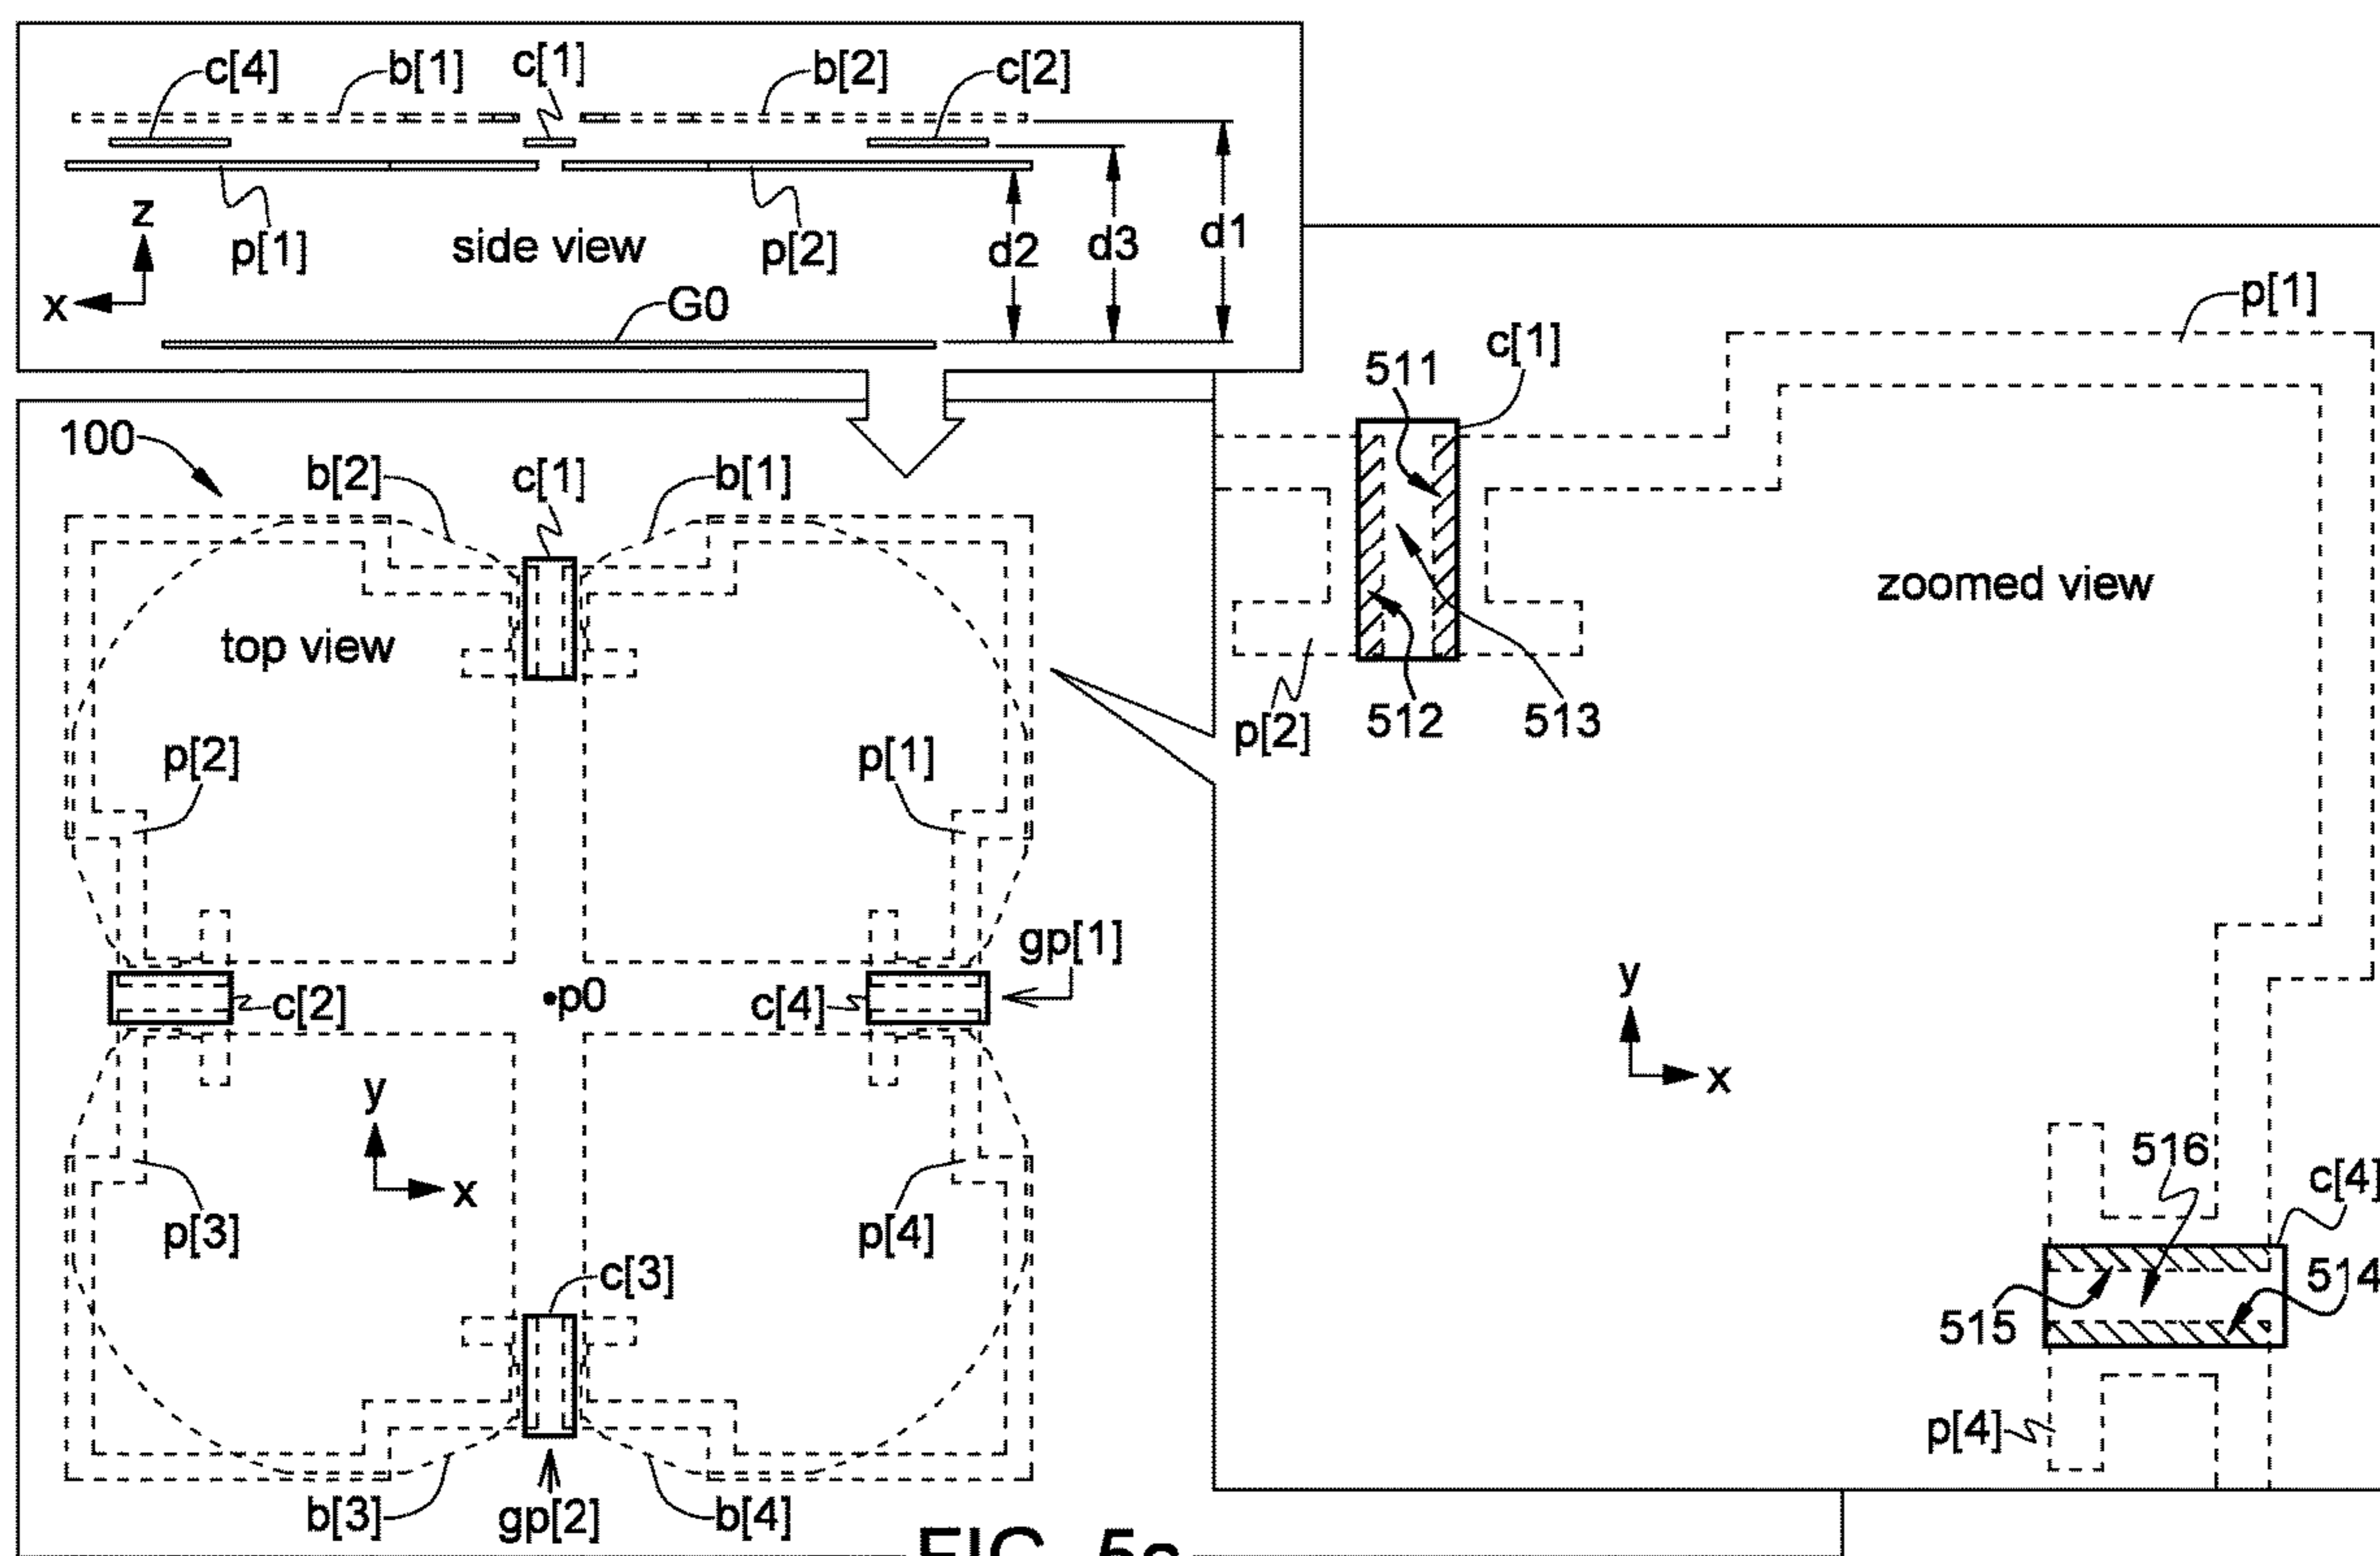 c[4]
b[1]
c[1]
b[2]
c[2]
z
x
p[1]
side view
p[2]
d2
d3
d1
G0
100
b[2]
c[1]
b[1]
top view
p[2]
p[1]
gp[1]
c[2]
p0
c[4]
y
x
p[3]
p[4]
c[3]
b[3]
gp[2]
b[4]
p[1]
c[1]
511
zoomed view
p[2]
512
513
y
x
516
c[4]
515
514
p[4]